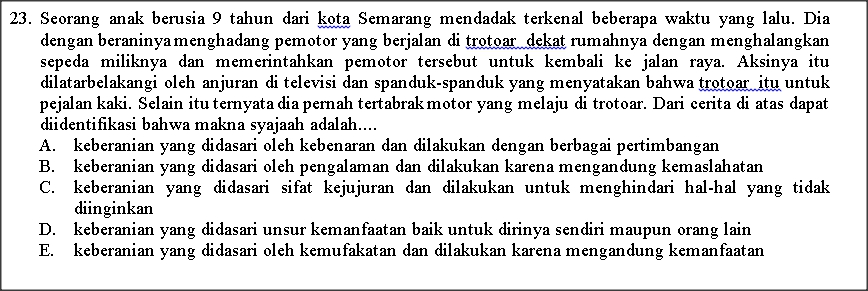 23. Seorang anak berusia 9 tahun dari kota Semarang mendadak terkenal beberapa waktu yang lalu. Dia
dengan beraninya menghadang pemotor yang berjalan di trotoar dekat rumahnya dengan menghalangkan
sepeda miliknya dan memerintahkan pemotor tersebut untuk kembali ke jalan raya. Aksinya itu
dilatarbelakangi oleh anjuran di televisi dan spanduk-spanduk yang menyatakan bahwa trotoar itu untuk
pejalan kaki. Selain itu ternyata dia pernah tertabrak motor yang melaju di trotoar. Dari cerita di atas dapat
diidentifikasi bahwa makna syajaah adalah....
A. keberanian yang didasari oleh kebenaran dan dilakukan dengan berbagai pertimbangan
B. keberanian yang didasari oleh pengalaman dan dilakukan karena mengandung kemaslahatan
C. keberanian yang didasari sifat kejujuran dan dilakukan untuk menghindari hal-hal yang tidak
diinginkan
D. keberanian yang didasari unsur kemanfaatan baik untuk dirinya sendiri maupun orang lain
E. keberanian yang didasari oleh kemufakatan dan dilakukan karena mengandung kemanfaatan